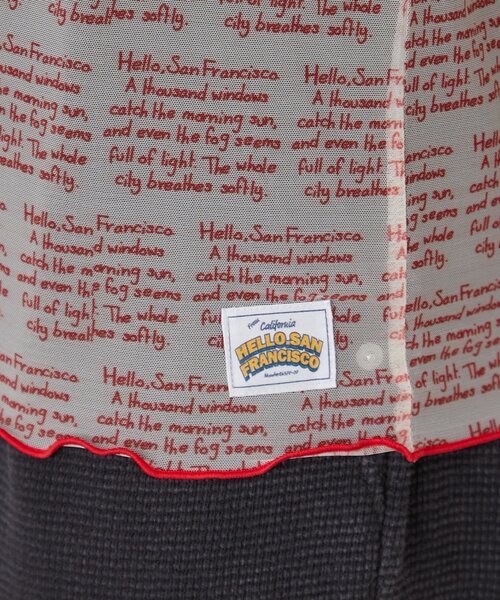 Hello, San Francisco
A thousand windows
catch the morning sun,
and even the fog seems
full of light. The whole
city breathes softly.
From California
HELLO, SAN
FRANCISCO